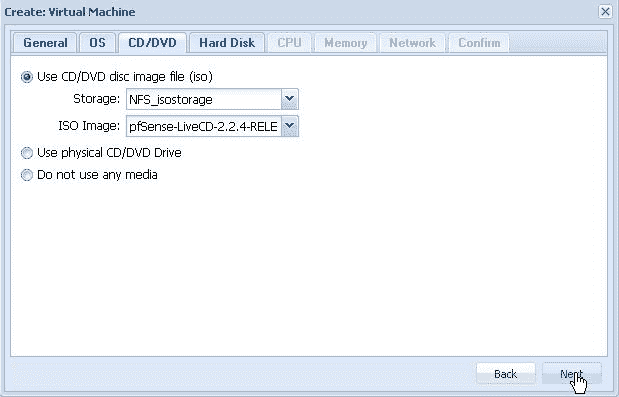 Create: Virtual Machine
General OS CD/DVD Hard Disk CPU Memory Network Confirm
Use CD/DVD disc image file (iso)
Storage: NFS_isostorage
ISO Image: pfSense-LiveCD-2.2.4-RELE
Use physical CD/DVD Drive
Do not use any media
Back Next